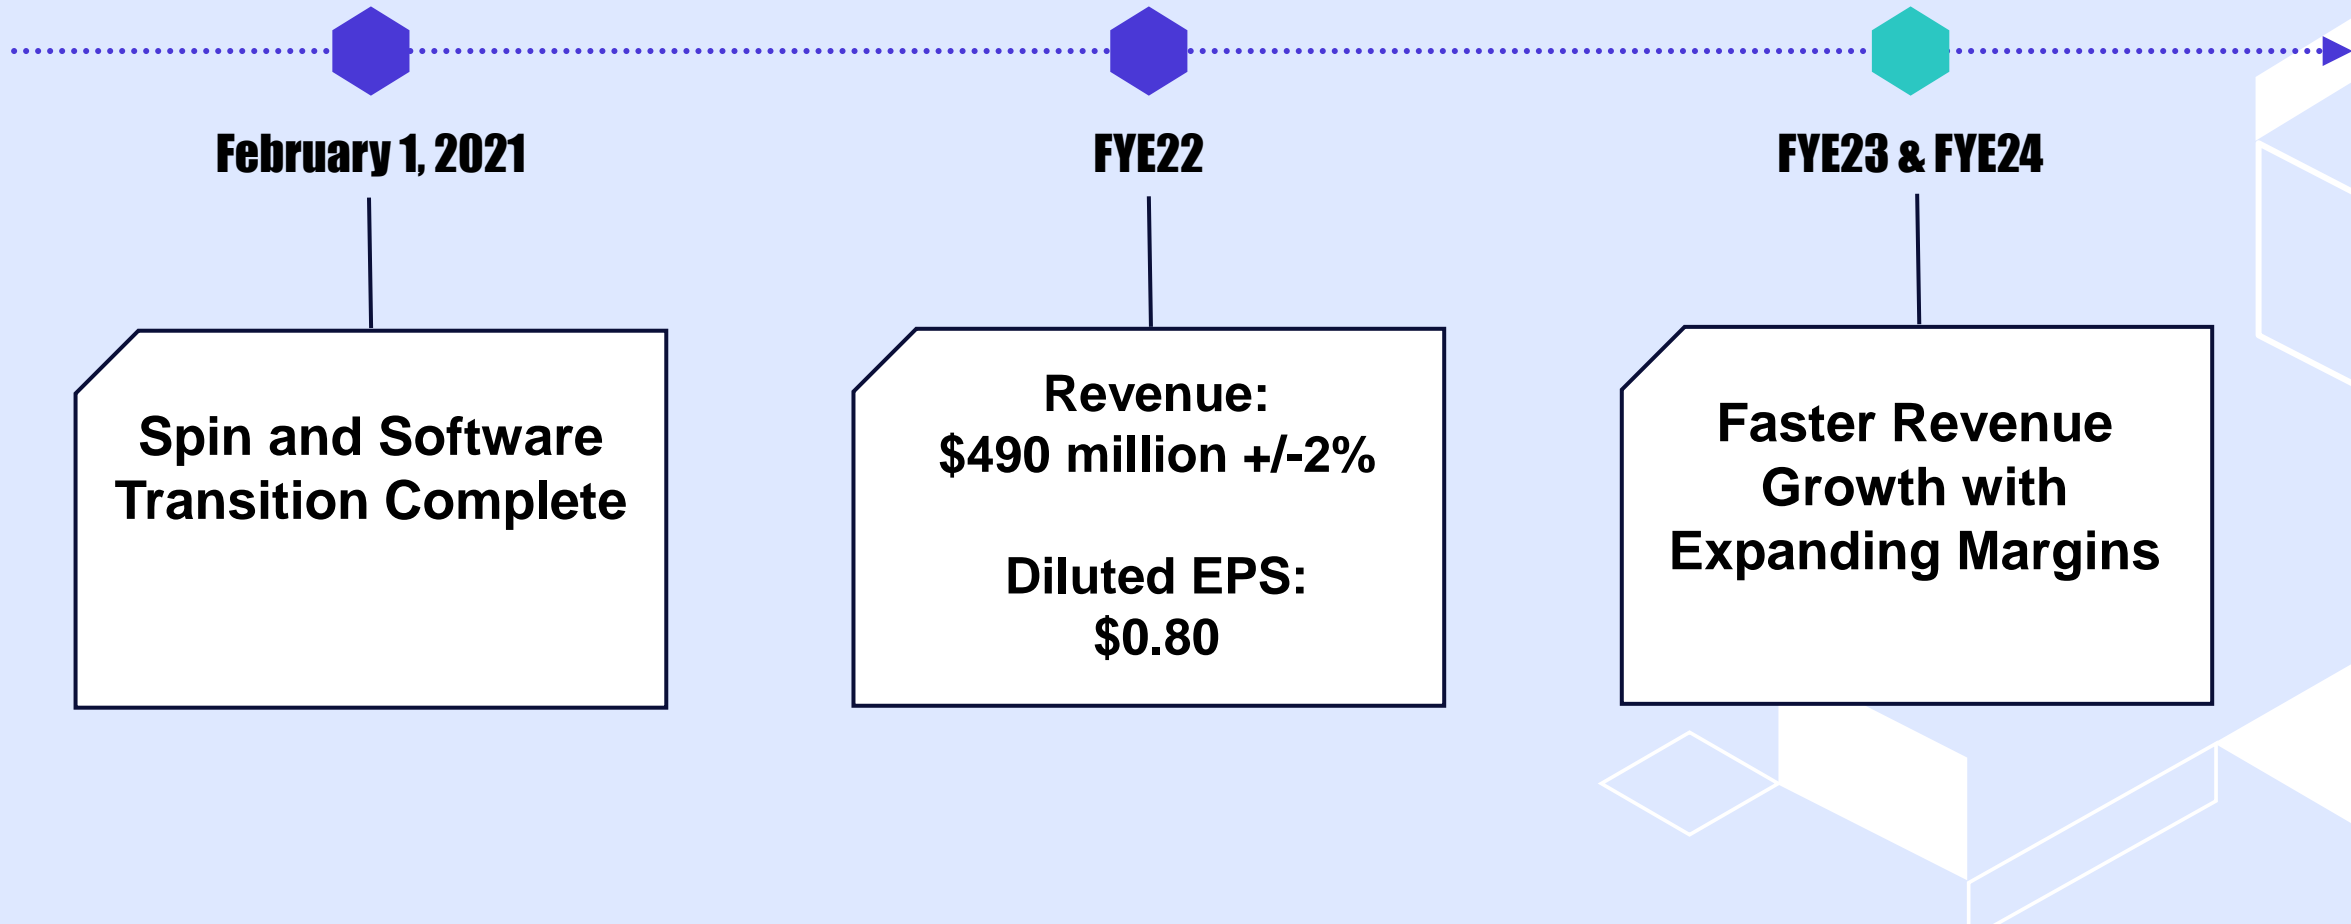 February 1, 2021
Spin and Software
Transition Complete
FYE22
Revenue:
$490 million +/-2%
Diluted EPS:
$0.80
FYE23 & FYE24
Faster Revenue
Growth with
Expanding Margins